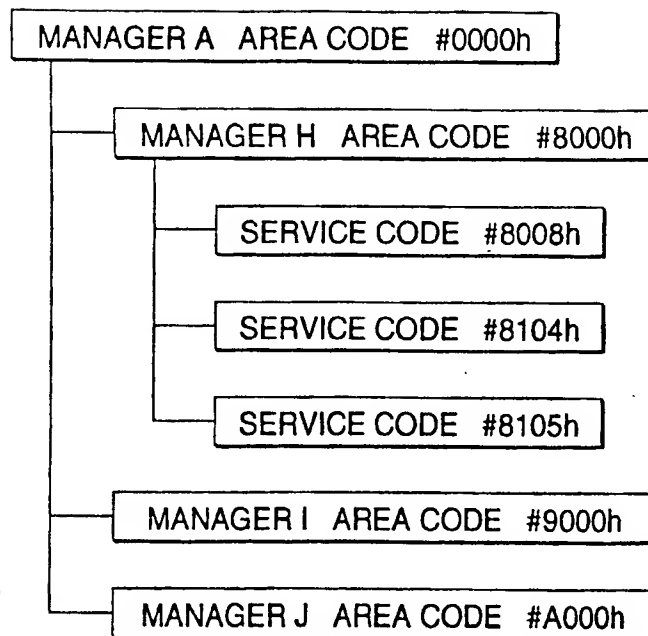 MANAGER A AREA CODE #0000h
MANAGER H AREA CODE #8000h
SERVICE CODE #8008h
SERVICE CODE #8104h
SERVICE CODE #8105h
MANAGER I AREA CODE #9000h
MANAGER J AREA CODE #A000h